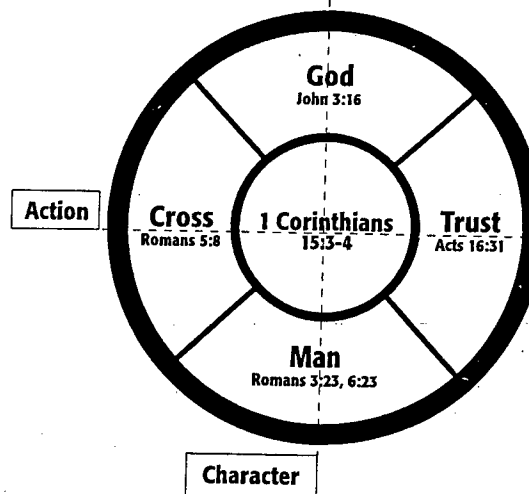 God
John 3:16
Action
Cross
Romans 5:8
1 Corinthians
15:3-4
Trust
Acts 16:31
Man
Romans 3:23, 6:23
Character